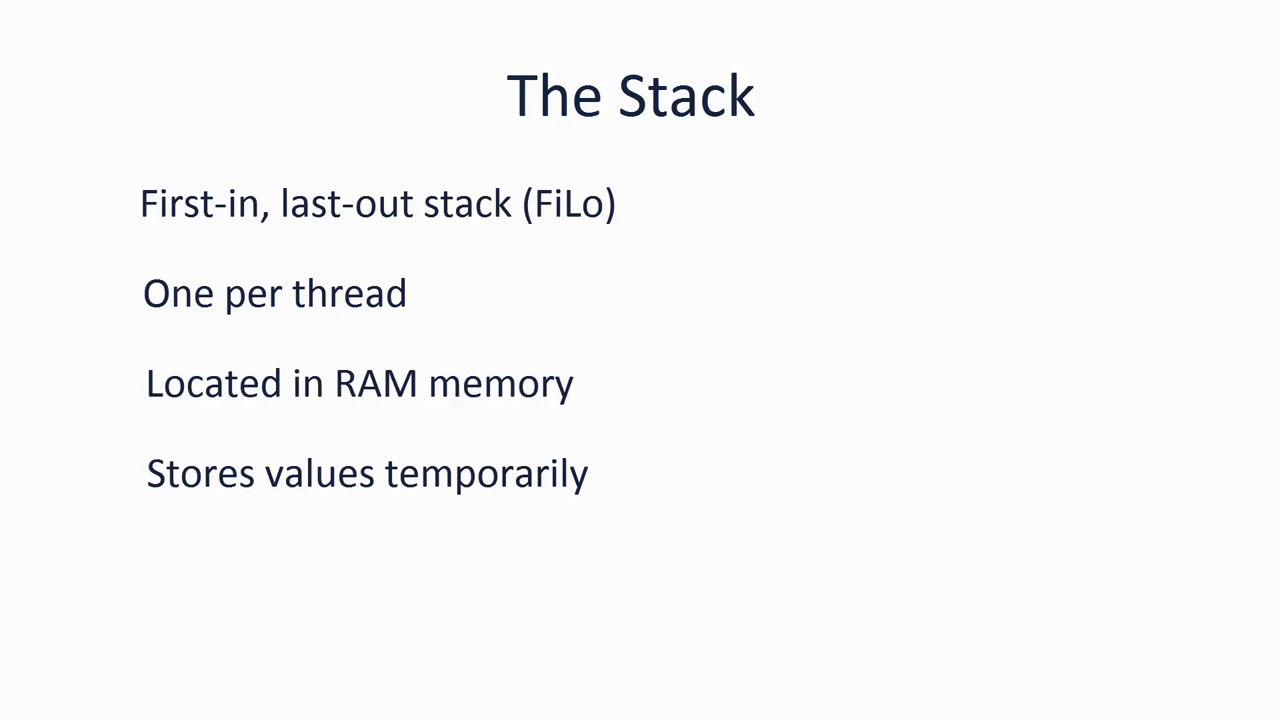 The Stack
First-in, last-out stack (FiLo)
One per thread
Located in RAM memory
Stores values temporarily